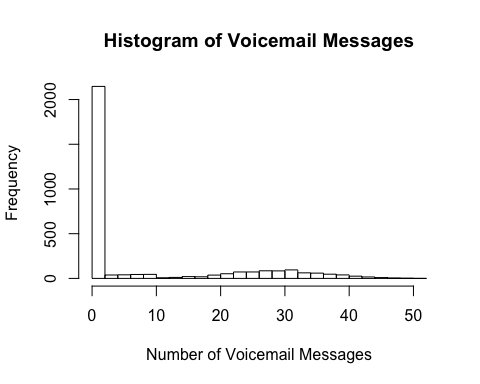 Histogram of Voicemail Messages
Frequency
2000
1000
500
0
0 10 20 30 40 50
Number of Voicemail Messages